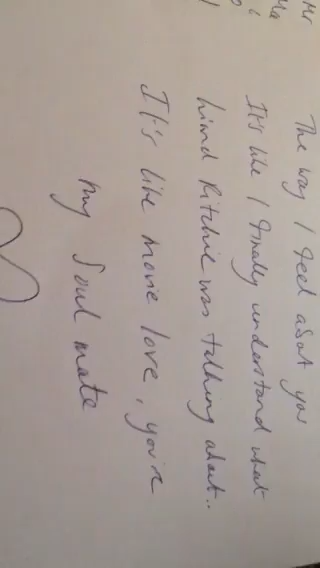 The way I feel about you
It's like I finally understand what
Lionel Ritchie was talking about..
It's like movie love, you're
my soul mate